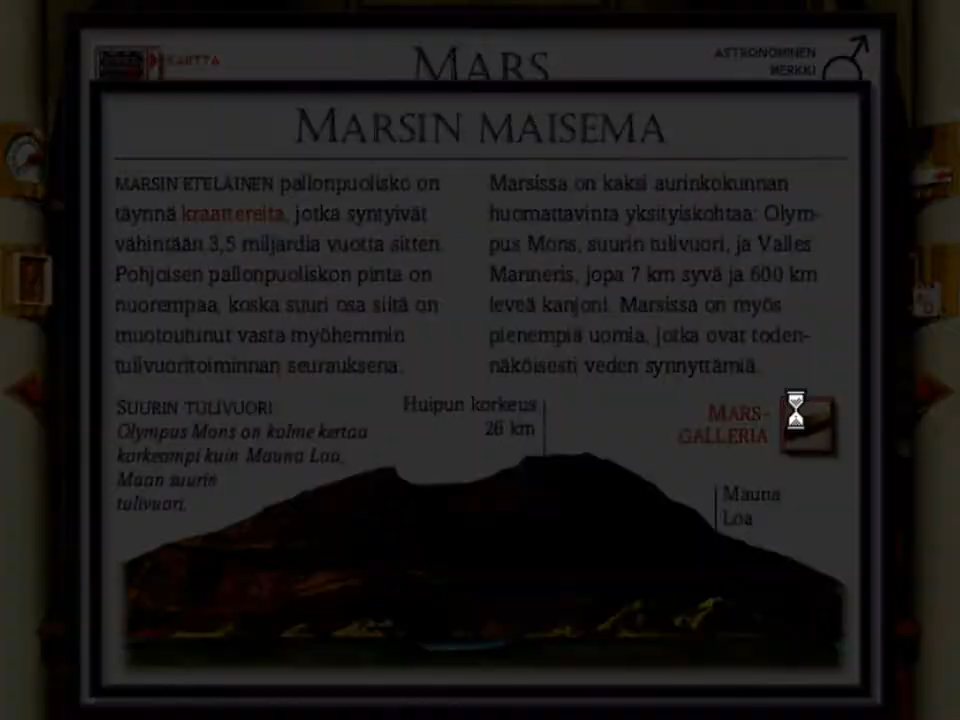 KARTTA
MARS
ASTRONOMINEN
MERKKI
MARSIN MAISEMA
MARSIN ETELÄINEN pallonpuolisko on
täynnä kraattereita, jotka syntyivät
vähintään 3,5 miljardia vuotta sitten.
Pohjoisen pallonpuoliskon pinta on
nuorempaa, koska suuri osa siitä on
muotoutunut vasta myöhemmin
tulivuoritoiminnan seurauksena.
Marsissa on kaksi aurinkokunnan
huomattavinta yksityiskohtaa: Olym-
pus Mons, suurin tulivuori, ja Valles
Marineris, jopa 7 km syvä ja 600 km
leveä kanjoni. Marsissa on myös
pienempiä uomia, jotka ovat toden-
näköisesti veden synnyttämiä.
SUURIN TULIVUORI
Olympus Mons on kolme kertaa
korkeampi kuin Mauna Loa,
Maan suurin
tulivuori.
Huipun korkeus
26 km
MARS-
GALLERIA
Mauna
Loa